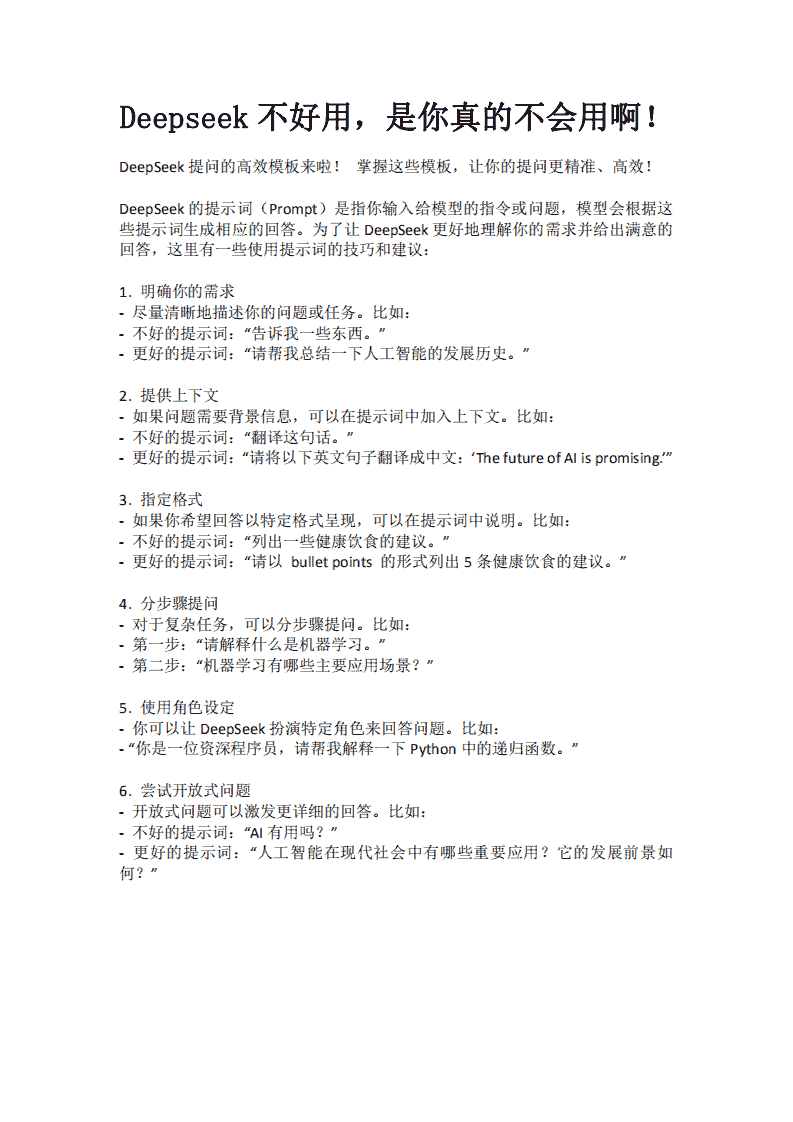 Deepseek 不好用，是你真的不会用啊！
DeepSeek 提问的高效模板来啦！ 掌握这些模板，让你的提问更精准、高效！
DeepSeek 的提示词（Prompt）是指你输入给模型的指令或问题，模型会根据这
些提示词生成相应的回答。为了让 DeepSeek 更好地理解你的需求并给出满意的
回答，这里有一些使用提示词的技巧和建议：
1. 明确你的需求
- 尽量清晰地描述你的问题或任务。比如：
- 不好的提示词：“告诉我一些东西。”
- 更好的提示词：“请帮我总结一下人工智能的发展历史。”
2. 提供上下文
- 如果问题需要背景信息，可以在提示词中加入上下文。比如：
- 不好的提示词：“翻译这句话。”
- 更好的提示词：“请将以下英文句子翻译成中文：‘The future of AI is promising.’”
3. 指定格式
- 如果你希望回答以特定格式呈现，可以在提示词中说明。比如：
- 不好的提示词：“列出一些健康饮食的建议。”
- 更好的提示词：“请以 bullet points 的形式列出 5 条健康饮食的建议。”
4. 分步骤提问
- 对于复杂任务，可以分步骤提问。比如：
- 第一步：“请解释什么是机器学习。”
- 第二步：“机器学习有哪些主要应用场景？”
5. 使用角色设定
- 你可以让 DeepSeek 扮演特定角色来回答问题。比如：
- “你是一位资深程序员，请帮我解释一下 Python 中的递归函数。”
6. 尝试开放式问题
- 开放式问题可以激发更详细的回答。比如：
- 不好的提示词：“AI 有用吗？”
- 更好的提示词：“人工智能在现代社会中有哪些重要应用？它的发展前景如
何？”